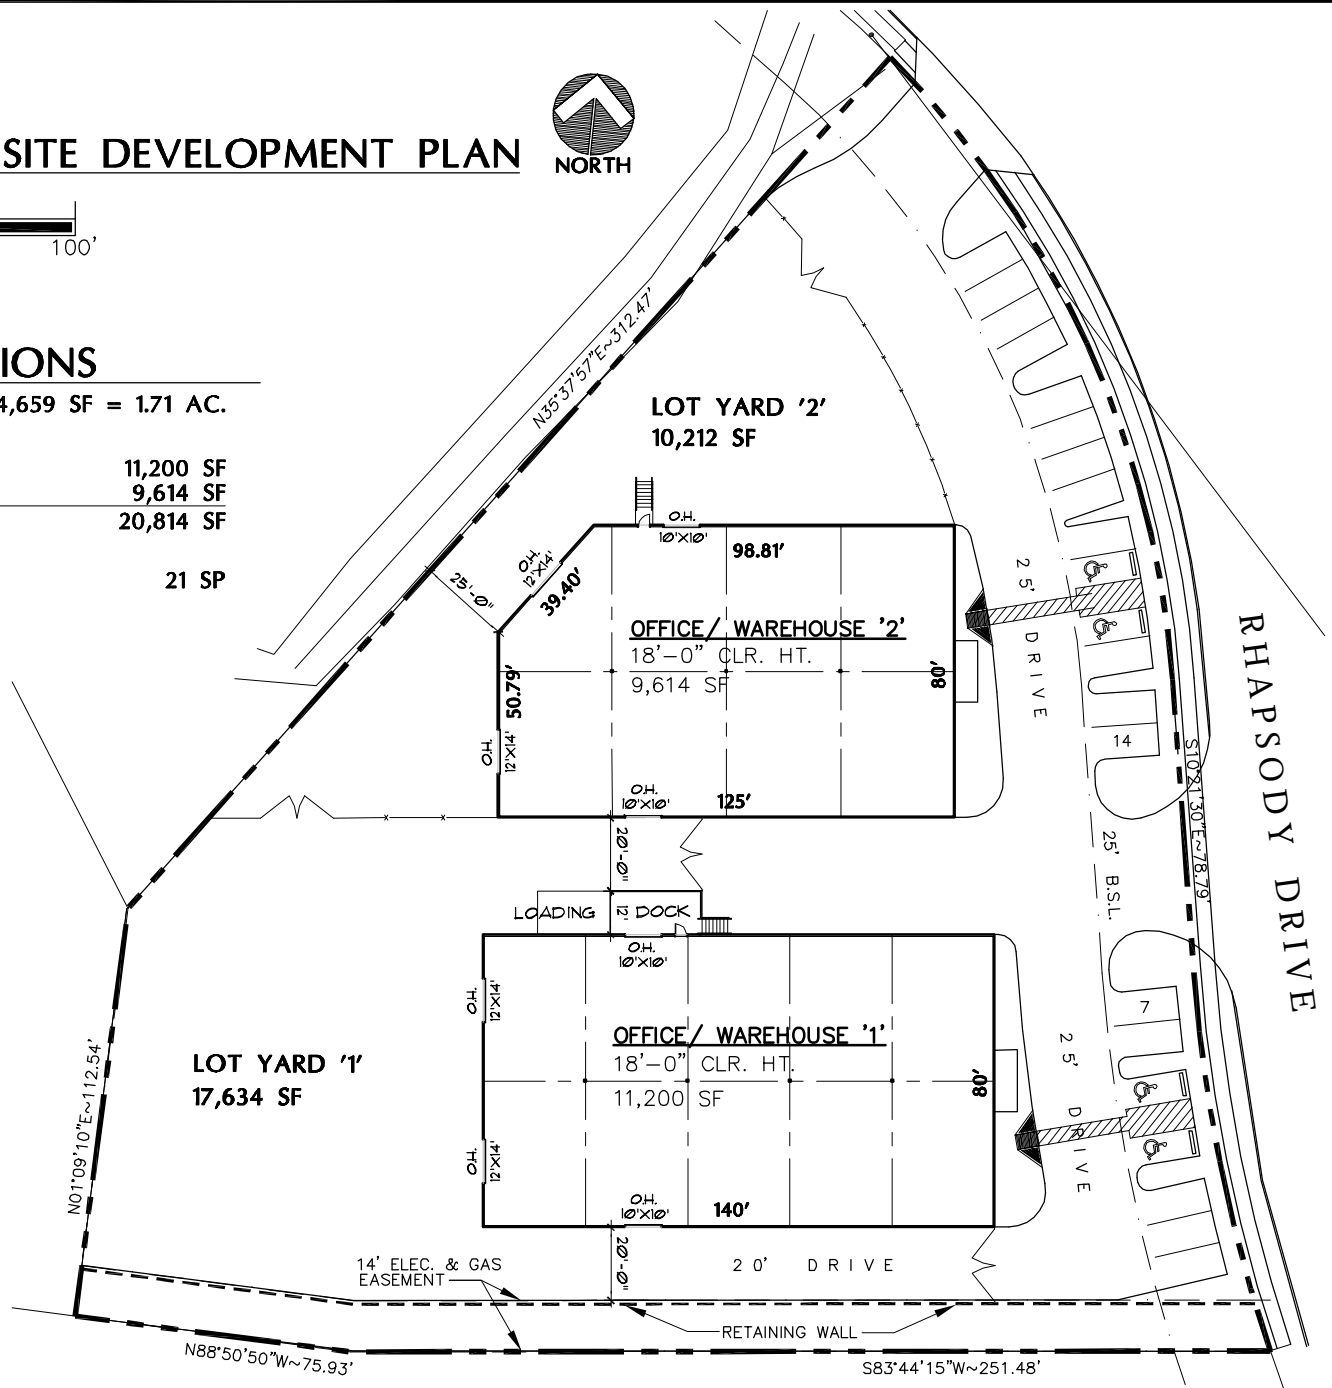 SITE DEVELOPMENT PLAN
NORTH
100'
IONS
4,659 SF = 1.71 AC.
11,200 SF
9,614 SF
20,814 SF
21 SP
N35°37'57"E~312.47'
LOT YARD '2'
10,212 SF
O.H.
10'X10'
98.81'
O.H.
12'X14'
39.40'
25'-0"
OFFICE/ WAREHOUSE '2'
18'-0" CLR. HT.
9,614 SF
50.79'
80'
O.H.
12'X14'
O.H.
10'X10'
125'
25' DRIVE
14
RHAPSODY DRIVE
S10°21'30"E~78.79'
25' B.S.L.
20'-0"
LOADING DOCK
12'
O.H.
10'X10'
O.H.
12'X14'
OFFICE/ WAREHOUSE '1'
18'-0" CLR. HT.
11,200 SF
80'
7
25' DRIVE
LOT YARD '1'
17,634 SF
N01°09'10"E~112.54'
O.H.
12'X14'
O.H.
10'X10'
140'
20'-0"
20' DRIVE
14' ELEC. & GAS
EASEMENT
RETAINING WALL
N88°50'50"W~75.93'
S83°44'15"W~251.48'